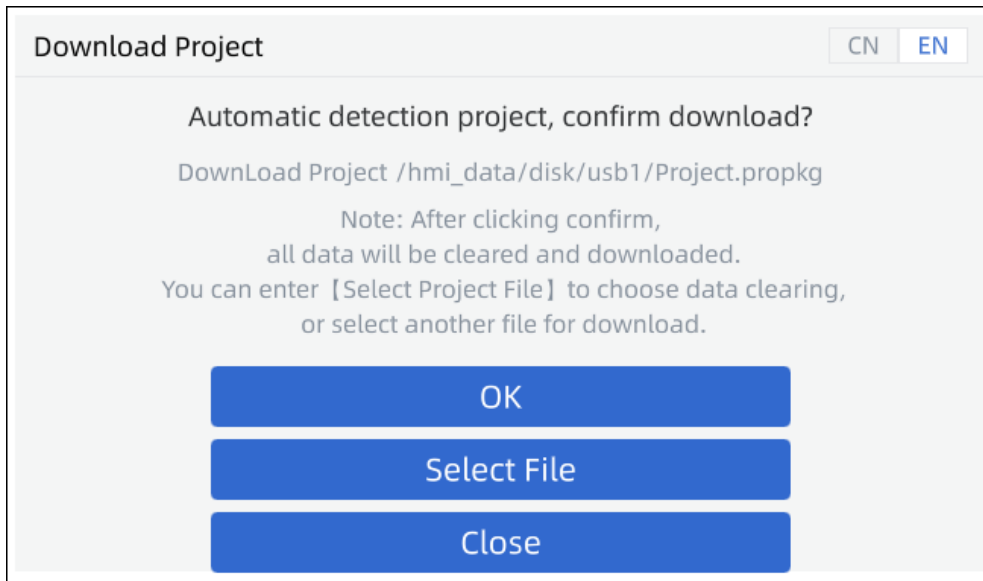 Download Project
CN EN
Automatic detection project, confirm download?
DownLoad Project /hmi_data/disk/usb1/Project.propkg
Note: After clicking confirm,
all data will be cleared and downloaded.
You can enter【Select Project File】to choose data clearing,
or select another file for download.
OK
Select File
Close